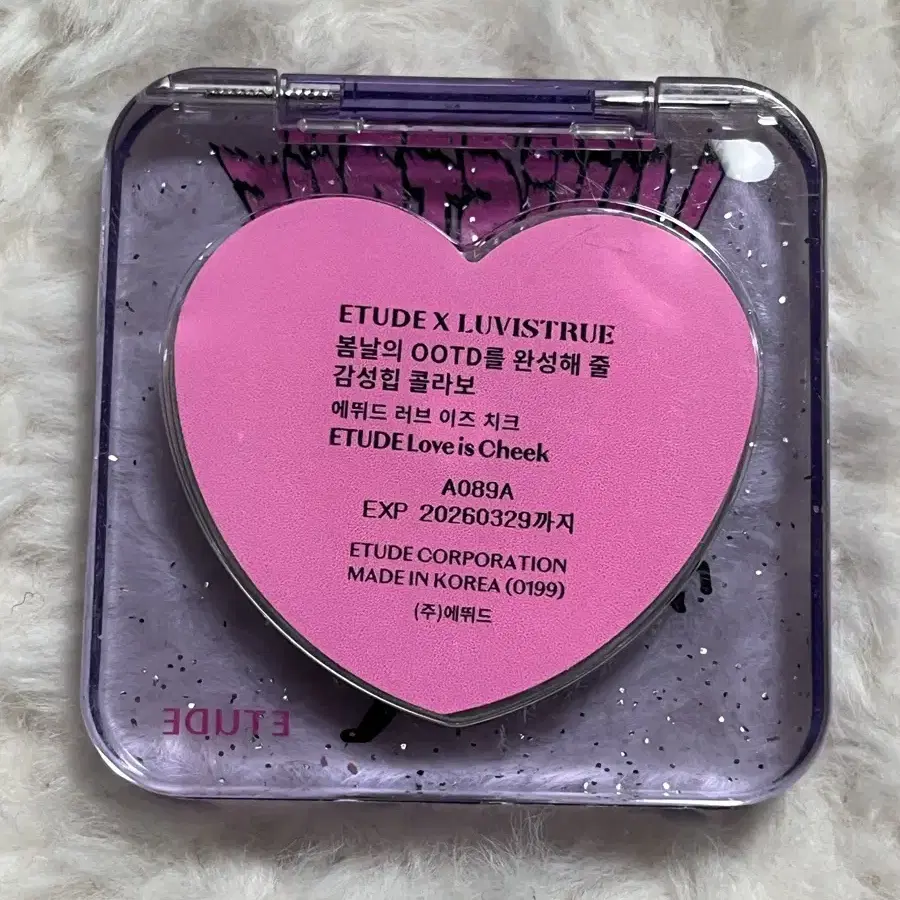 ETUDE X LUVISTRUE
봄날의 OOTD를 완성해 줄
감성힙 콜라보
에뛰드 러브 이즈 치크
ETUDE Love is Cheek
A089A
EXP 20260329까지
ETUDE CORPORATION
MADE IN KOREA (0199)
(주)에뛰드
ETUDE